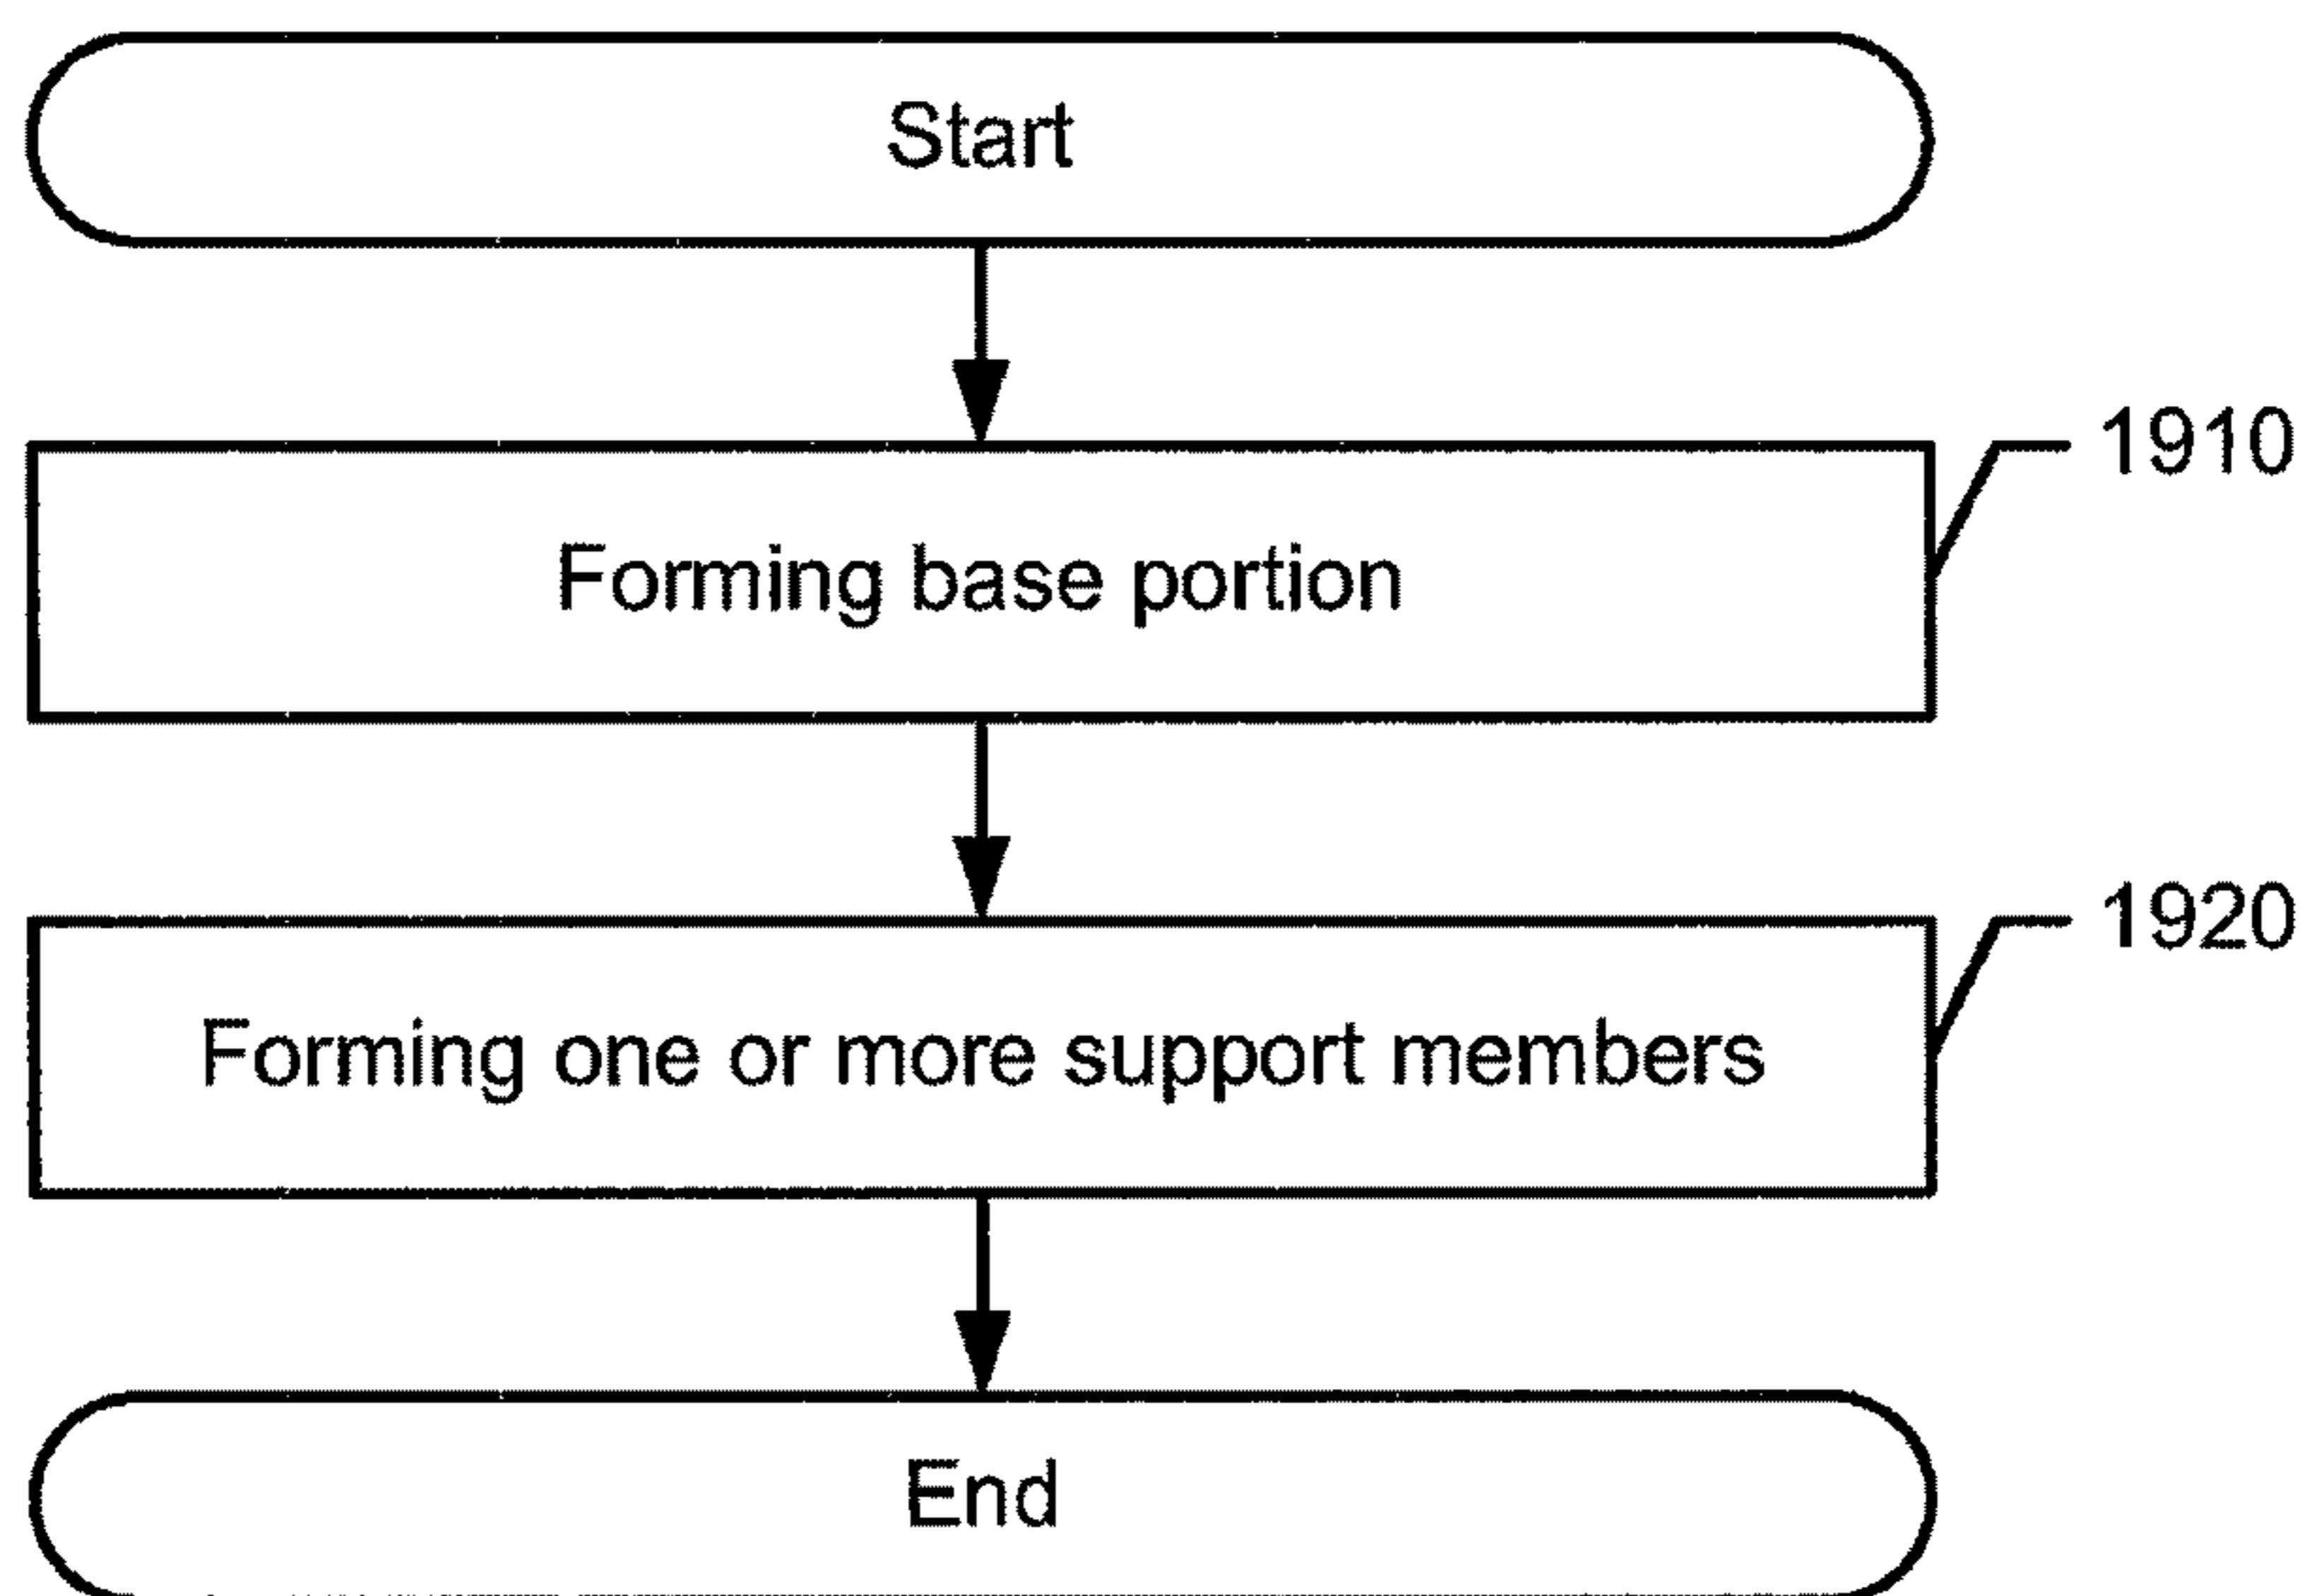 Start
1910
Forming base portion
1920
Forming one or more support members
End